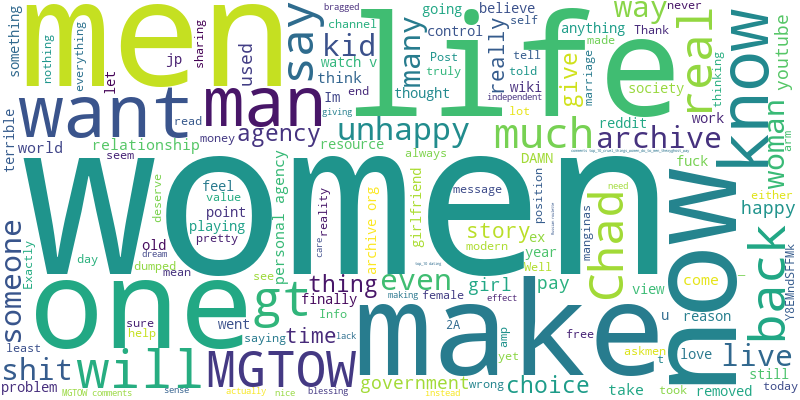 bragged
something
nothing
everything
men
sharing
jp
let
used
say
kid
channel
watch v
think
going
control
many
thought
Post
truly
life
believe
self
really
tell
told
wiki
independent
lot
anything
made
marriage
give
way
Thank
society
real
never
thinking
work
know
youtube
woman
arm
terrible
want
read
man
Im
end
giving
money
agency
unhappy
much
archive
reddit
world
relationship
seem
resource
always
DAMN
fuck
either
happy
women
deserve
feel
value
point
playing
pretty
personal agency
message
reality
care
archive org
girlfriend
story
modern
position
ex
year
Well
manginas
chad
need
now
back
Y8EMndSFFMk
someone
Exactly
day
dumped
old
dream
mean
see
one
gt
thing
finally
even
girl
pay
view
come
reason
sure
help
went
saying
Info
time
lack
making
female
effect
2A
amp
yet
make
free
askmen
u
t
love
live
still
least
shit
will
MGTOW
government
wrong
choice
take
took
removed
today
problem
MGTOW comments
sense
actually
nice
blessing
instead
top_10 dating